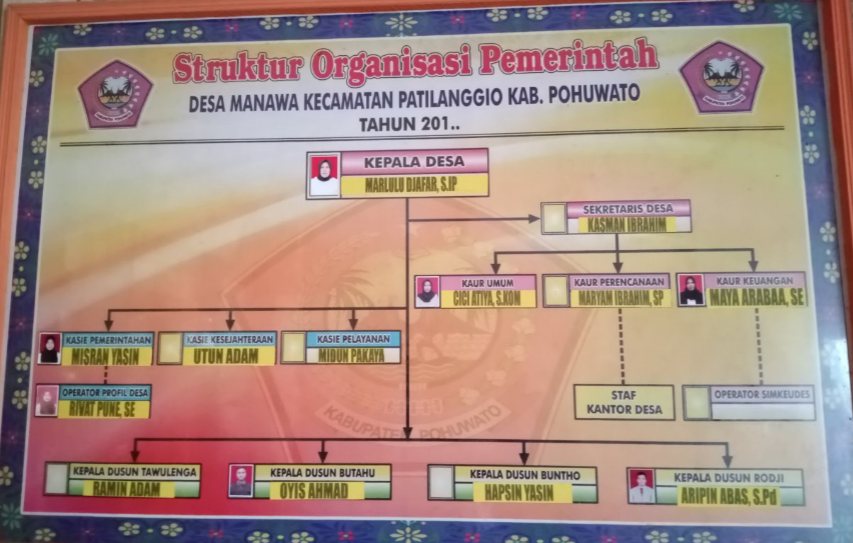 Struktur Organisasi Pemerintah
DESA MANAWA KECAMATAN PATILANGGIO KAB. POHUWATO
TAHUN 201..
KEPALA DESA
MARLULU DJAFAR, S.IP
SEKRETARIS DESA
KASMAN IBRAHIM
KAUR UMUM
CICI ATIYA, S.KOM
KAUR PERENCANAAN
MARYAM IBRAHIM, SP
KAUR KEUANGAN
MAYA ARABAA, SE
KASIE PEMERINTAHAN
MISRAN YASIN
KASIE KESEJAHTERAAN
UTUN ADAM
KASIE PELAYANAN
MIDUN PAKAYA
OPERATOR PROFIL DESA
RIVAT PUNE, SE
STAF
KANTOR DESA
OPERATOR SIMKEUDES
KABUPATEN POHUWATO
KEPALA DUSUN TAWULENGA
RAMIN ADAM
KEPALA DUSUN BUTAHU
OYIS AHMAD
KEPALA DUSUN BUNTHO
HAPSIN YASIN
KEPALA DUSUN RODJI
ARIPIN ABAS, S.Pd